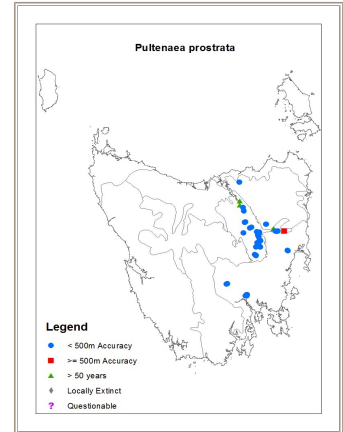 Pultenaea prostrata
Legend
< 500m Accuracy
>= 500m Accuracy
> 50 years
Locally Extinct
? Questionable